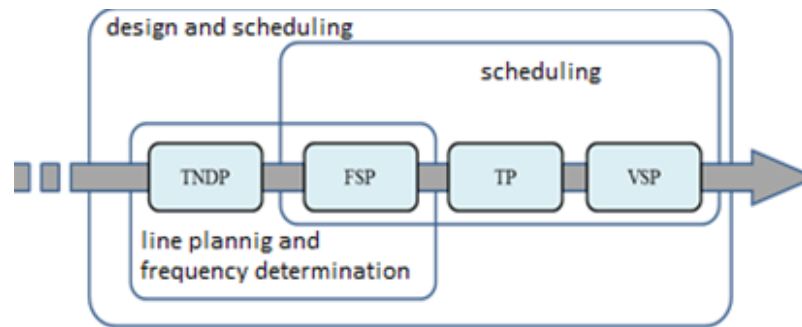 design and scheduling
scheduling
TNDP
FSP
TP
VSP
line plannig and
frequency determination